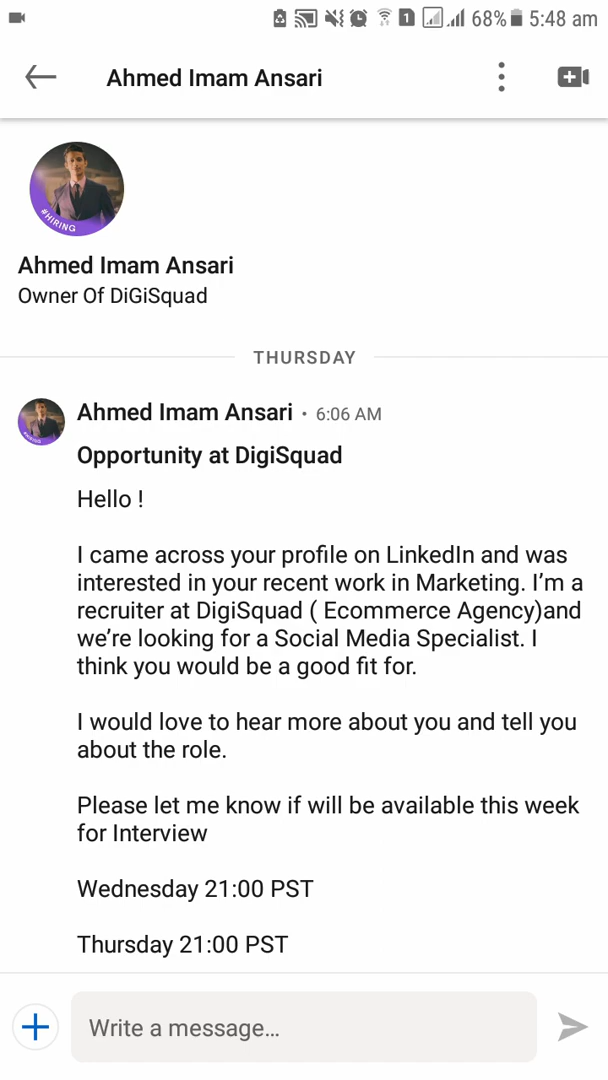 1 68% 5:48 am
Ahmed Imam Ansari
#HIRING
Ahmed Imam Ansari
Owner Of DiGiSquad
THURSDAY
#HIRING
Ahmed Imam Ansari • 6:06 AM
Opportunity at DigiSquad
Hello !
I came across your profile on LinkedIn and was
interested in your recent work in Marketing. I’m a
recruiter at DigiSquad ( Ecommerce Agency)and
we’re looking for a Social Media Specialist. I
think you would be a good fit for.
I would love to hear more about you and tell you
about the role.
Please let me know if will be available this week
for Interview
Wednesday 21:00 PST
Thursday 21:00 PST
Write a message...